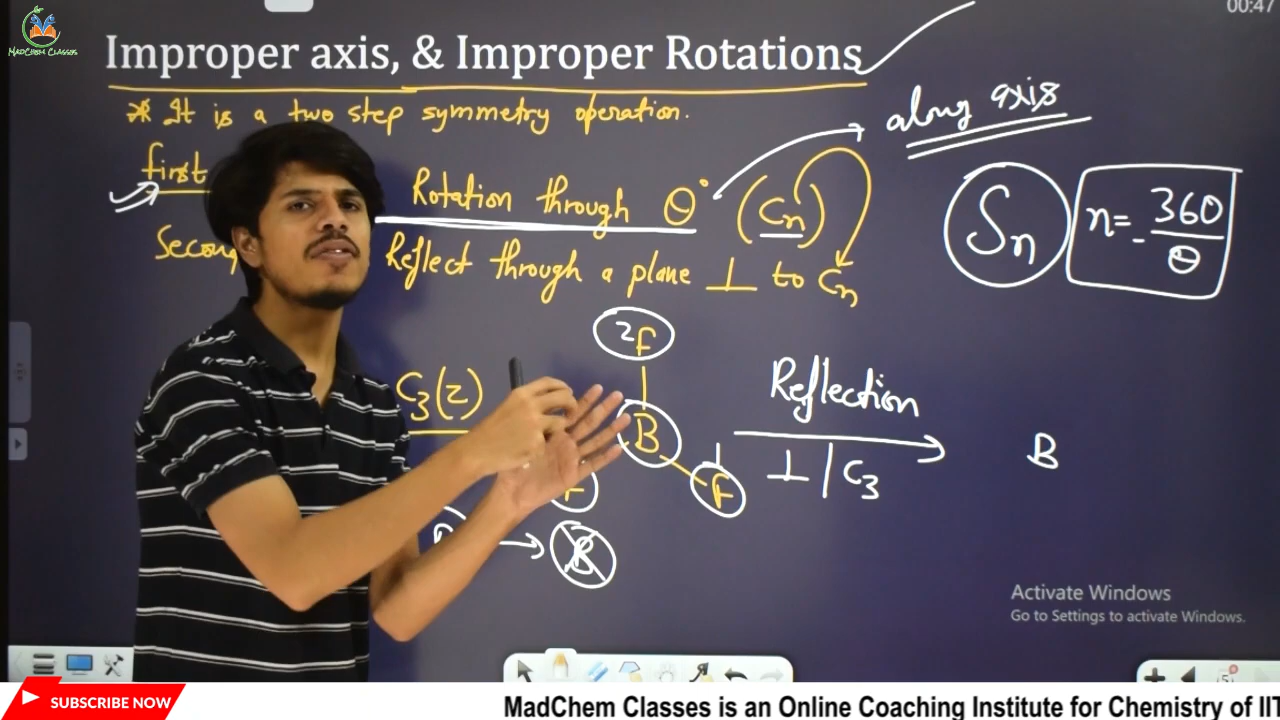 00:47
MADCHEM CLASSES
Improper axis, & Improper Rotations
* It is a two step symmetry operation.
along axis
first
Rotation through θ° (Cn)
Sn
n = 360/θ
Second
Reflect through a plane ⊥ to Cn
2F
C3(z)
Reflection
B
F
F
⊥ / C3
B
Activate Windows
Go to Settings to activate Windows.
SUBSCRIBE NOW
MadChem Classes is an Online Coaching Institute for Chemistry of IIT